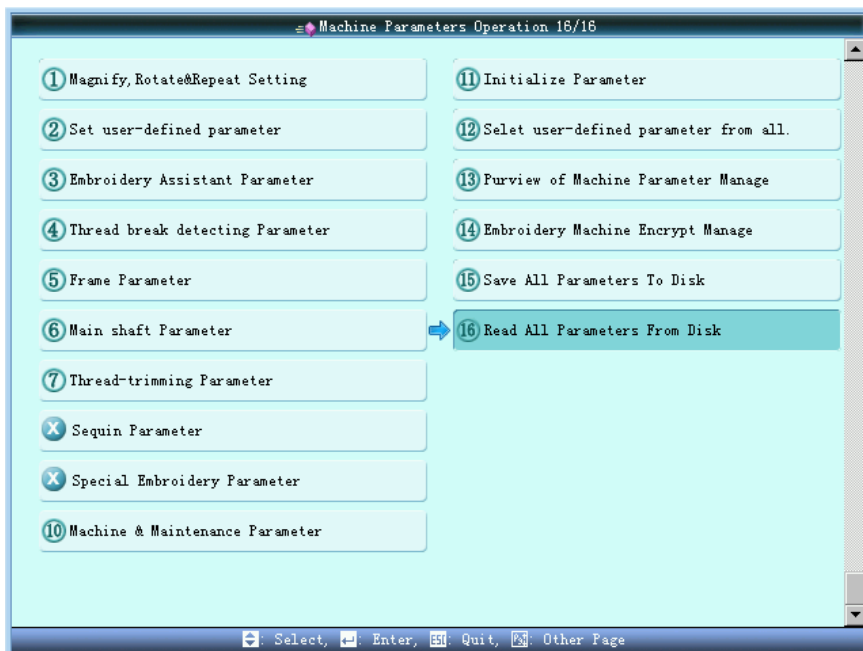 Machine Parameters Operation 16/16
① Magnify,Rotate&Repeat Setting
② Set user-defined parameter
③ Embroidery Assistant Parameter
④ Thread break detecting Parameter
⑤ Frame Parameter
⑥ Main shaft Parameter
⑦ Thread-trimming Parameter
X Sequin Parameter
X Special Embroidery Parameter
⑩ Machine & Maintenance Parameter
⑪ Initialize Parameter
⑫ Selet user-defined parameter from all.
⑬ Purview of Machine Parameter Manage
⑭ Embroidery Machine Encrypt Manage
⑮ Save All Parameters To Disk
⑯ Read All Parameters From Disk
: Select, : Enter, ESC: Quit, : Other Page